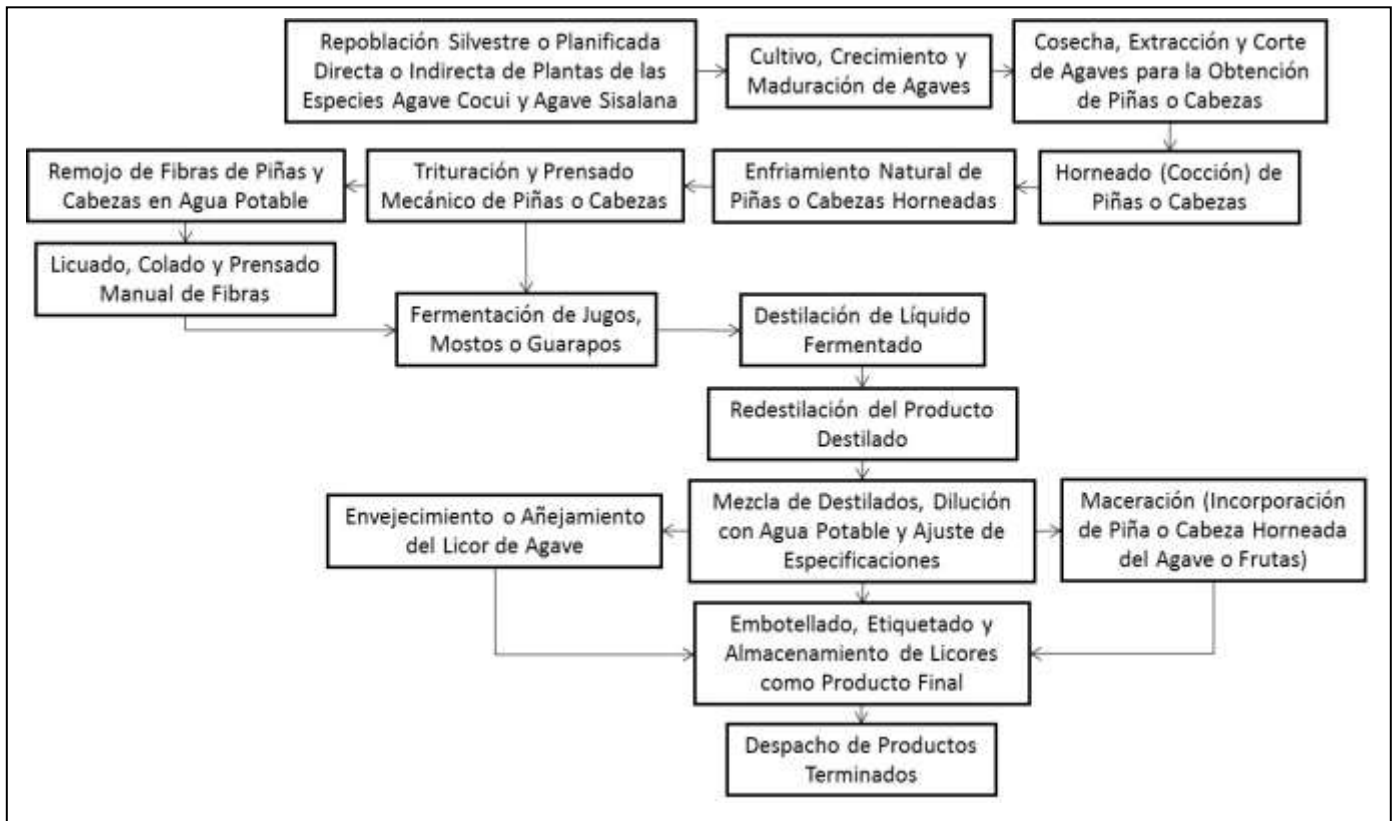 Repoblación Silvestre o Planificada
Directa o Indirecta de Plantas de las
Especies Agave Cocui y Agave Sisalana
Cultivo, Crecimiento y
Maduración de Agaves
Cosecha, Extracción y Corte
de Agaves para la Obtención
de Piñas o Cabezas
Horneado (Cocción) de
Piñas o Cabezas
Enfriamiento Natural de
Piñas o Cabezas Horneadas
Trituración y Prensado
Mecánico de Piñas o Cabezas
Remojo de Fibras de Piñas y
Cabezas en Agua Potable
Licuado, Colado y Prensado
Manual de Fibras
Fermentación de Jugos,
Mostos o Guarapos
Destilación de Líquido
Fermentado
Redestilación del Producto
Destilado
Mezcla de Destilados, Dilución
con Agua Potable y Ajuste de
Especificaciones
Envejecimiento o Añejamiento
del Licor de Agave
Maceración (Incorporación
de Piña o Cabeza Horneada
del Agave o Frutas)
Embotellado, Etiquetado y
Almacenamiento de Licores
como Producto Final
Despacho de Productos
Terminados